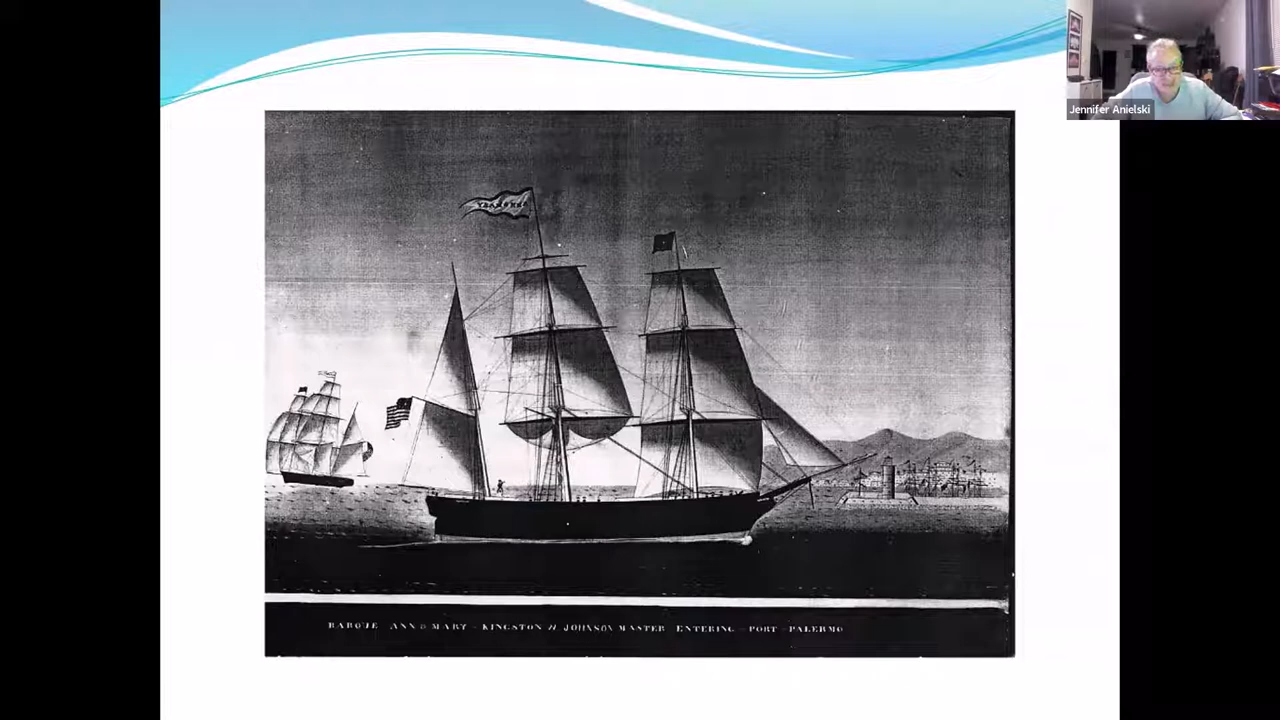 Jennifer Anielski
BARQUE ANN & MARY - KINGSTON W. JOHNSON MASTER ENTERING - PORT - PALERMO